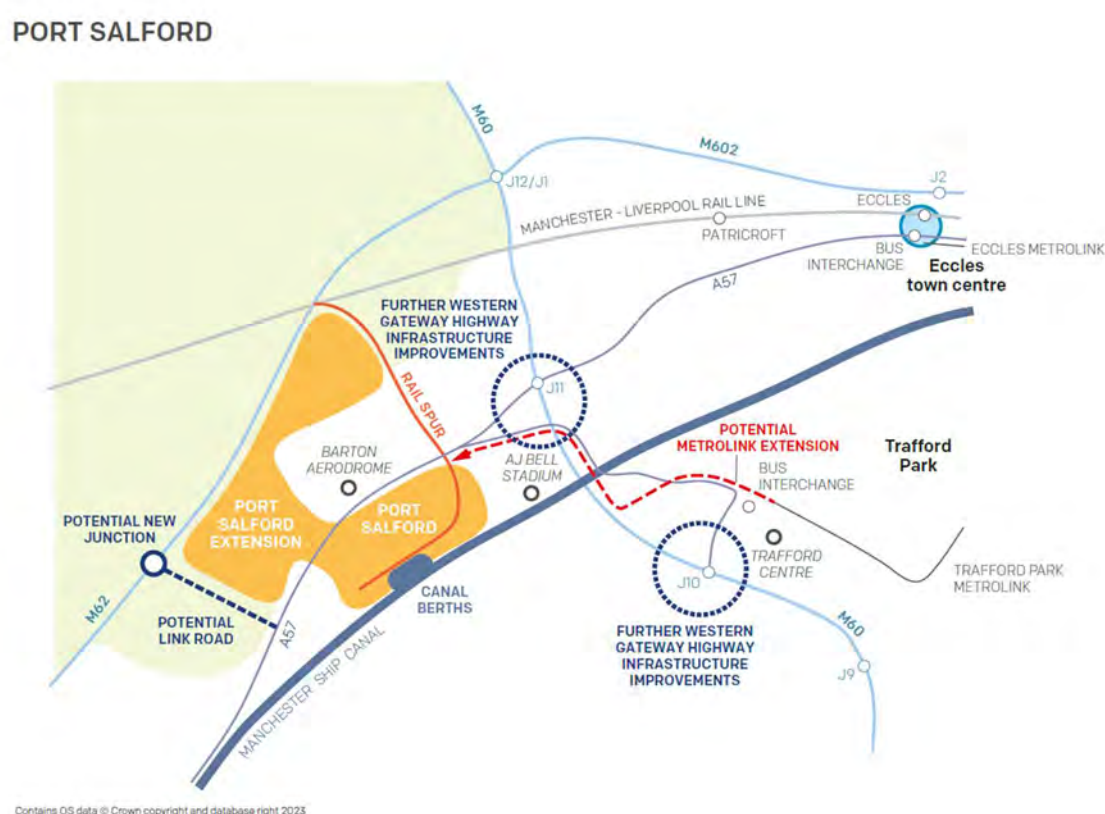 PORT SALFORD
M60
M602
J12/J1
J2
MANCHESTER - LIVERPOOL RAIL LINE
ECCLES
PATRICROFT
BUS
INTERCHANGE
ECCLES METROLINK
Eccles
town centre
A57
FURTHER WESTERN
GATEWAY HIGHWAY
INFRASTRUCTURE
IMPROVEMENTS
RAIL SPUR
J11
POTENTIAL
METROLINK EXTENSION
Trafford
Park
BARTON
AERODROME
AJ BELL
STADIUM
BUS
INTERCHANGE
PORT
SALFORD
EXTENSION
PORT
SALFORD
POTENTIAL NEW
JUNCTION
TRAFFORD
CENTRE
J10
TRAFFORD PARK
METROLINK
CANAL
BERTHS
M62
POTENTIAL
LINK ROAD
A57
MANCHESTER SHIP CANAL
FURTHER WESTERN
GATEWAY HIGHWAY
INFRASTRUCTURE
IMPROVEMENTS
M60
J9
Contains OS data © Crown copyright and database right 2023